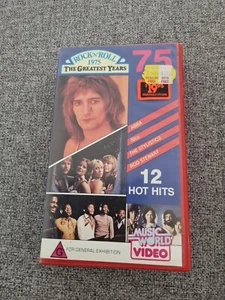 ROCK'N'ROLL
1975
THE GREATEST YEARS
75
ABBA
THE STYLISTICS
ROD STEWART
12
HOT HITS
MUSIC
WORLD
VIDEO
G
FOR GENERAL EXHIBITION